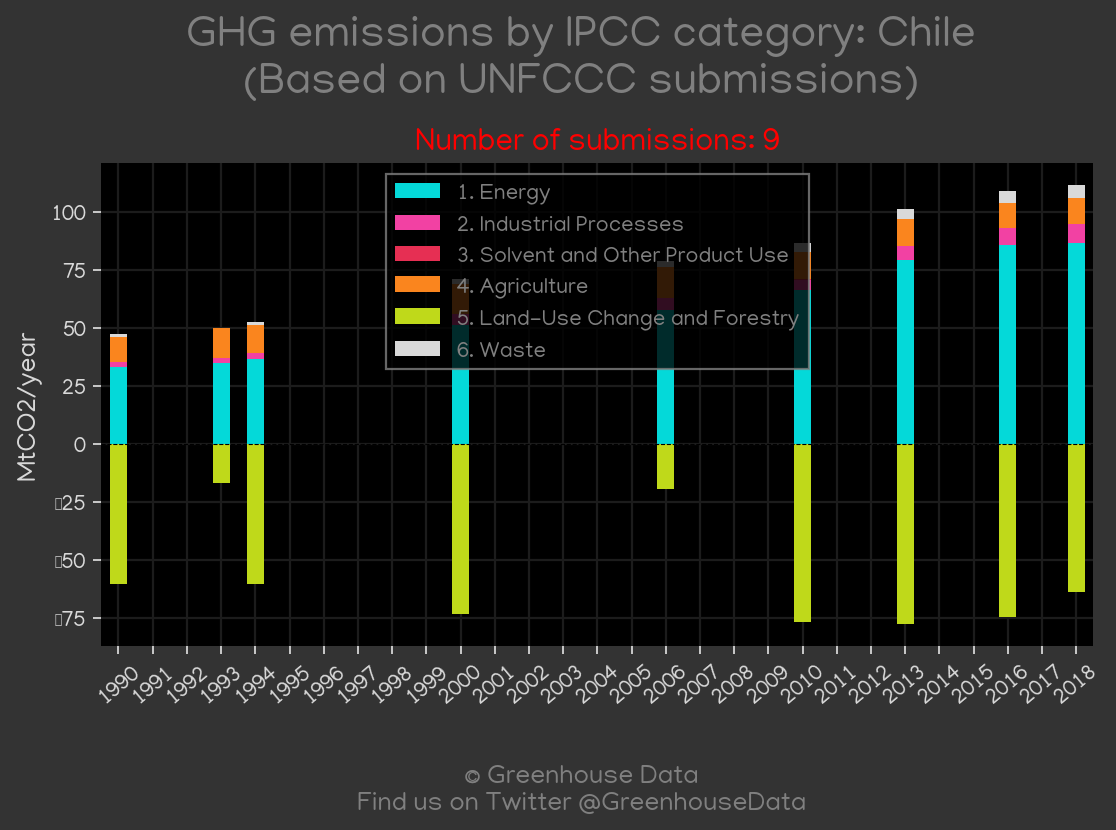 GHG emissions by IPCC category: Chile
(Based on UNFCCC submissions)
Number of submissions: 9
1. Energy
2. Industrial Processes
3. Solvent and Other Product Use
4. Agriculture
5. Land-Use Change and Forestry
6. Waste
MtCO2/year
100
75
50
25
0
▯25
▯50
▯75
1990 1991 1992 1993 1994 1995 1996 1997 1998 1999 2000 2001 2002 2003 2004 2005 2006 2007 2008 2009 2010 2011 2012 2013 2014 2015 2016 2017 2018
© Greenhouse Data
Find us on Twitter @GreenhouseData